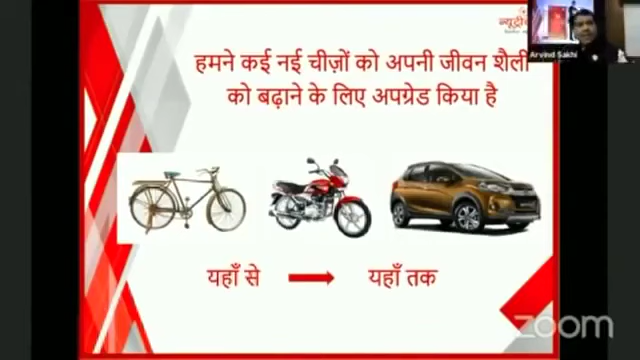 Arvind Sakhi
हमने कई नई चीज़ों को अपनी जीवन शैली
को बढ़ाने के लिए अपग्रेड किया है
यहाँ से
यहाँ तक
zoom